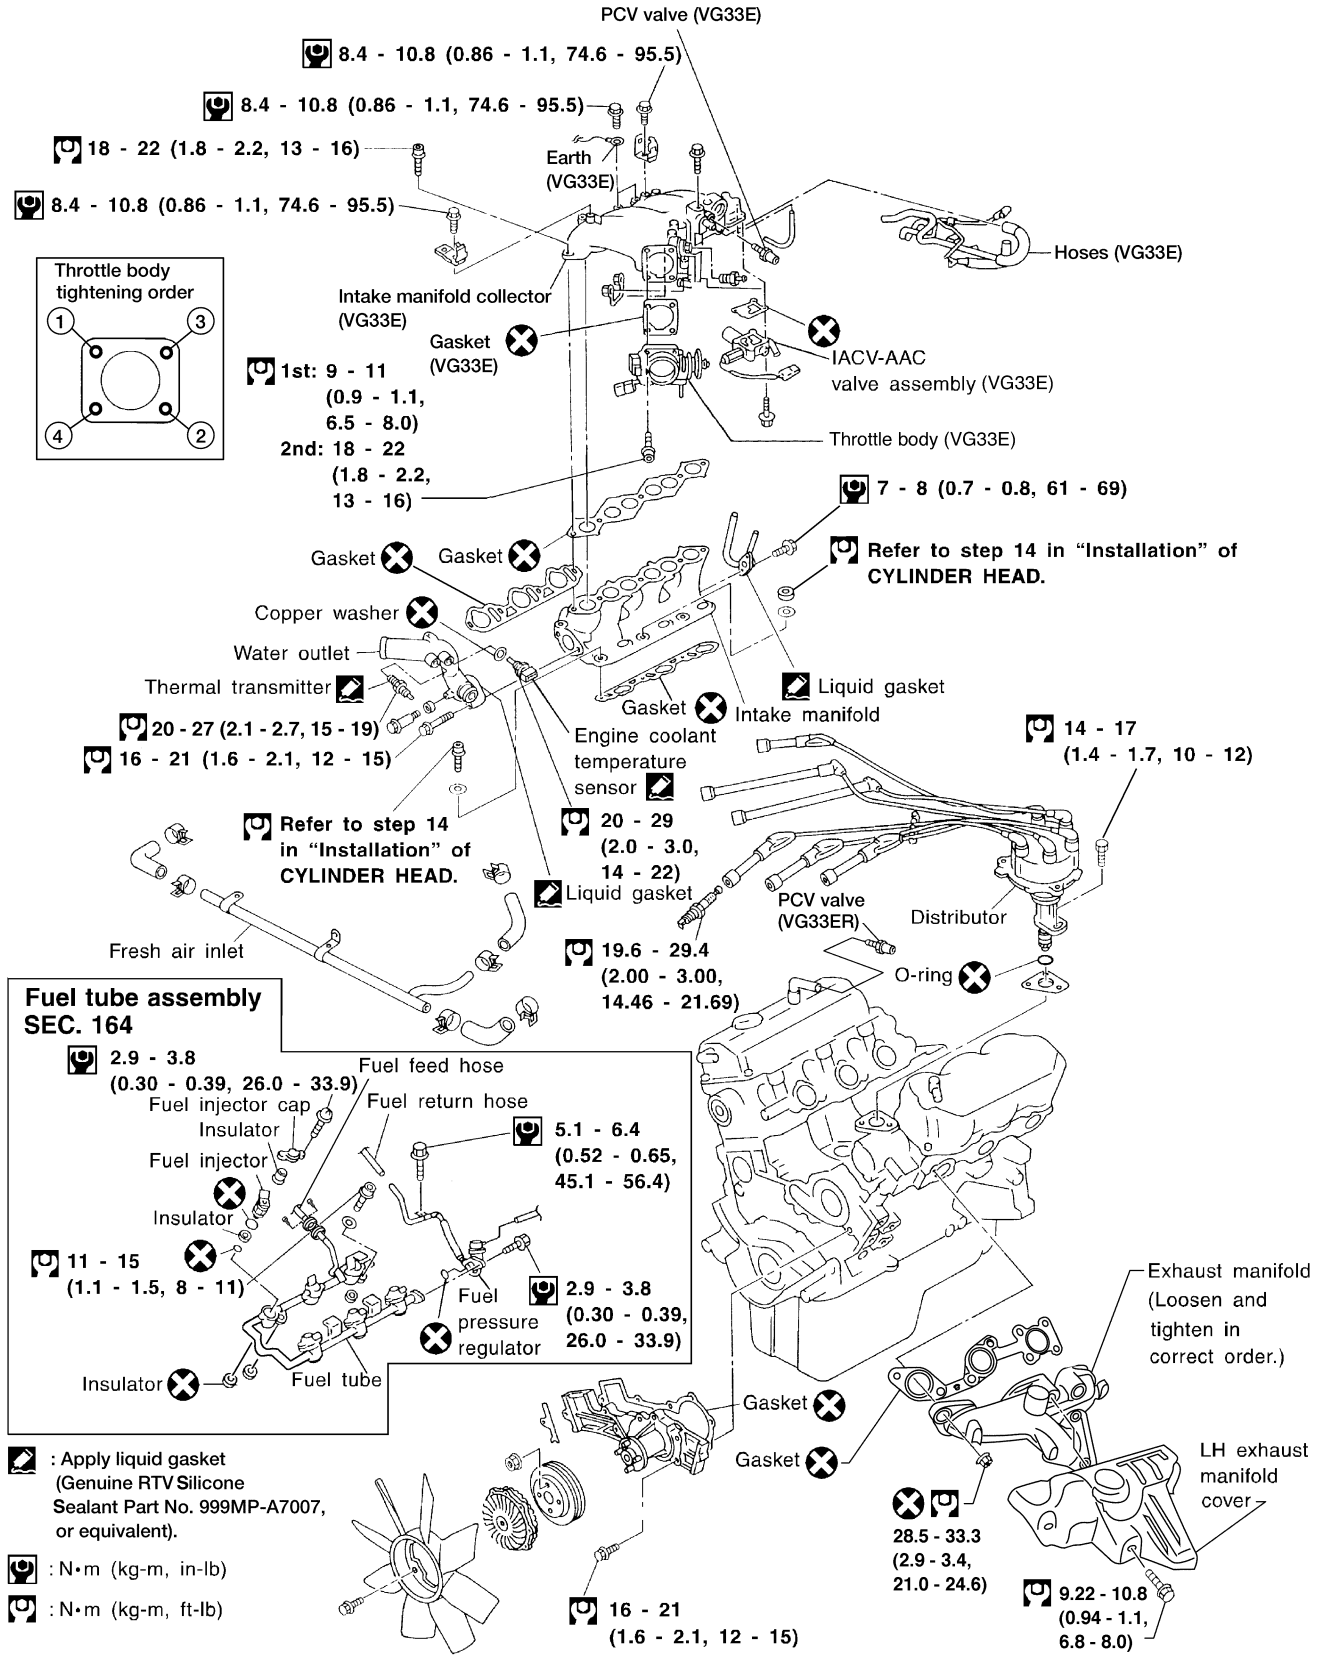 PCV valve (VG33E)
8.4 - 10.8 (0.86 - 1.1, 74.6 - 95.5)
8.4 - 10.8 (0.86 - 1.1, 74.6 - 95.5)
18 - 22 (1.8 - 2.2, 13 - 16)
Earth
(VG33E)
8.4 - 10.8 (0.86 - 1.1, 74.6 - 95.5)
Hoses (VG33E)
Throttle body
tightening order
1
3
4
2
Intake manifold collector
(VG33E)
Gasket
(VG33E)
IACV-AAC
valve assembly (VG33E)
1st: 9 - 11
(0.9 - 1.1,
6.5 - 8.0)
2nd: 18 - 22
(1.8 - 2.2,
13 - 16)
Throttle body (VG33E)
7 - 8 (0.7 - 0.8, 61 - 69)
Refer to step 14 in “Installation” of
CYLINDER HEAD.
Gasket
Gasket
Copper washer
Water outlet
Thermal transmitter
Liquid gasket
Gasket
Intake manifold
20 - 27 (2.1 - 2.7, 15 - 19)
16 - 21 (1.6 - 2.1, 12 - 15)
Engine coolant
temperature
sensor
14 - 17
(1.4 - 1.7, 10 - 12)
Refer to step 14
in “Installation” of
CYLINDER HEAD.
20 - 29
(2.0 - 3.0,
14 - 22)
Liquid gasket
PCV valve
(VG33ER)
Distributor
Fresh air inlet
19.6 - 29.4
(2.00 - 3.00,
14.46 - 21.69)
O-ring
Fuel tube assembly
SEC. 164
2.9 - 3.8
(0.30 - 0.39, 26.0 - 33.9)
Fuel feed hose
Fuel injector cap
Fuel return hose
Insulator
5.1 - 6.4
(0.52 - 0.65,
45.1 - 56.4)
Fuel injector
Insulator
11 - 15
(1.1 - 1.5, 8 - 11)
Fuel
pressure
regulator
2.9 - 3.8
(0.30 - 0.39,
26.0 - 33.9)
Insulator
Fuel tube
Exhaust manifold
(Loosen and
tighten in
correct order.)
Gasket
Gasket
LH exhaust
manifold
cover
: Apply liquid gasket
(Genuine RTV Silicone
Sealant Part No. 999MP-A7007,
or equivalent).
: N•m (kg-m, in-lb)
: N•m (kg-m, ft-lb)
28.5 - 33.3
(2.9 - 3.4,
21.0 - 24.6)
9.22 - 10.8
(0.94 - 1.1,
6.8 - 8.0)
16 - 21
(1.6 - 2.1, 12 - 15)